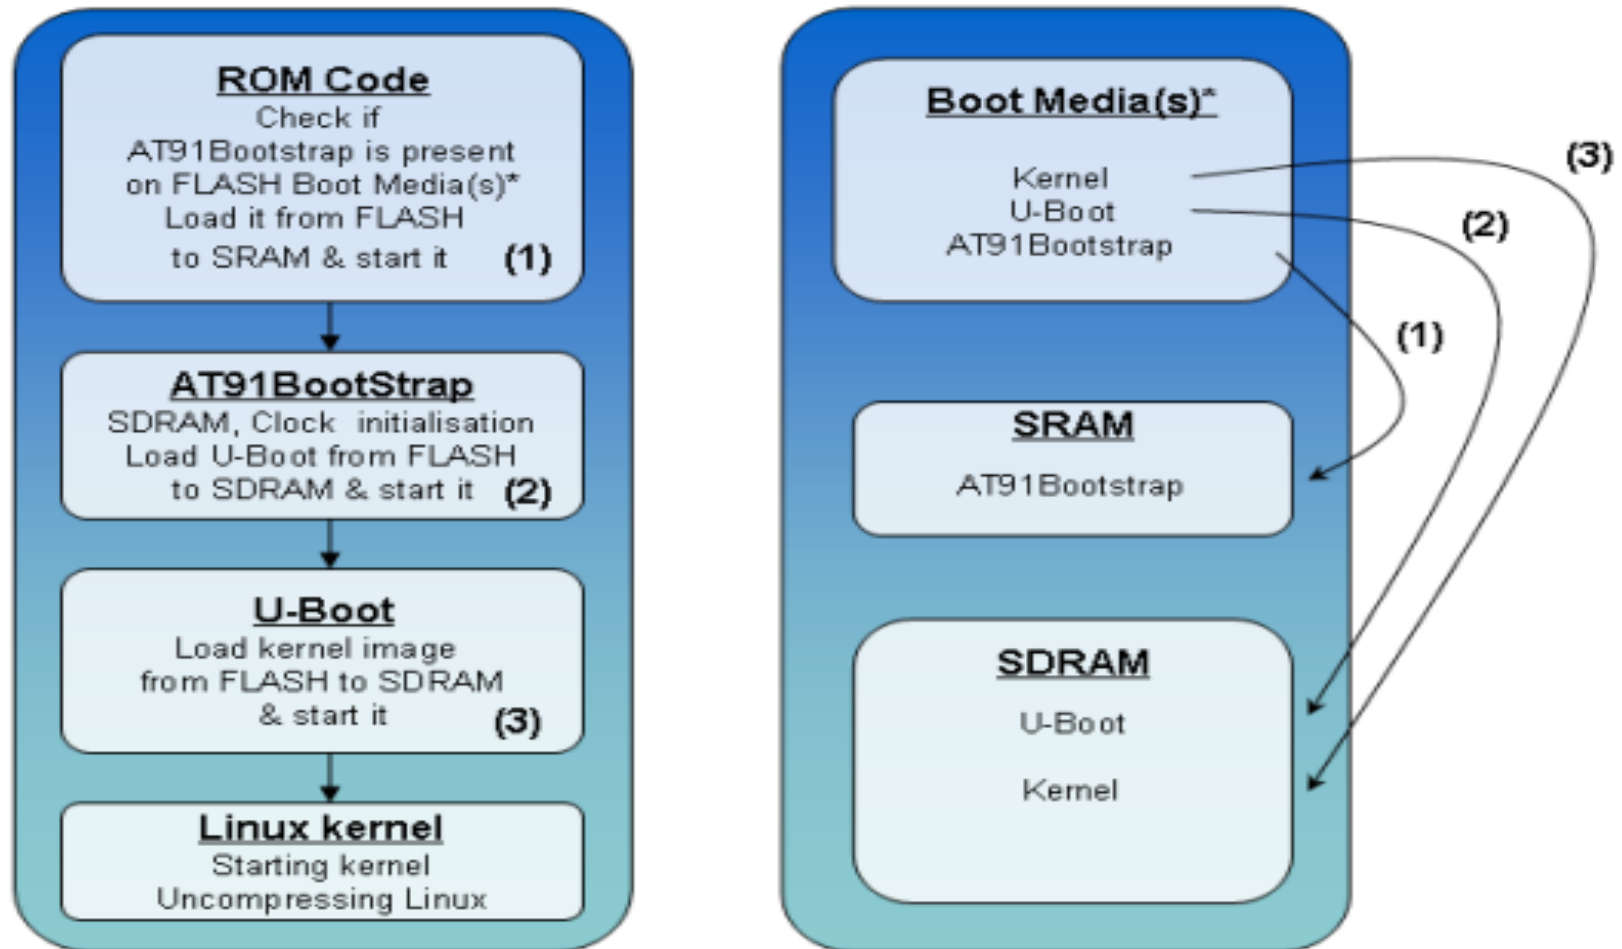 ROM Code
Check if
AT91Bootstrap is present
on FLASH Boot Media(s)*
Load it from FLASH
to SRAM & start it (1)
AT91BootStrap
SDRAM, Clock initialisation
Load U-Boot from FLASH
to SDRAM & start it (2)
U-Boot
Load kernel image
from FLASH to SDRAM
& start it (3)
Linux kernel
Starting kernel
Uncompressing Linux
Boot Media(s)*
Kernel
U-Boot
AT91Bootstrap
(3)
(2)
(1)
SRAM
AT91Bootstrap
SDRAM
U-Boot
Kernel